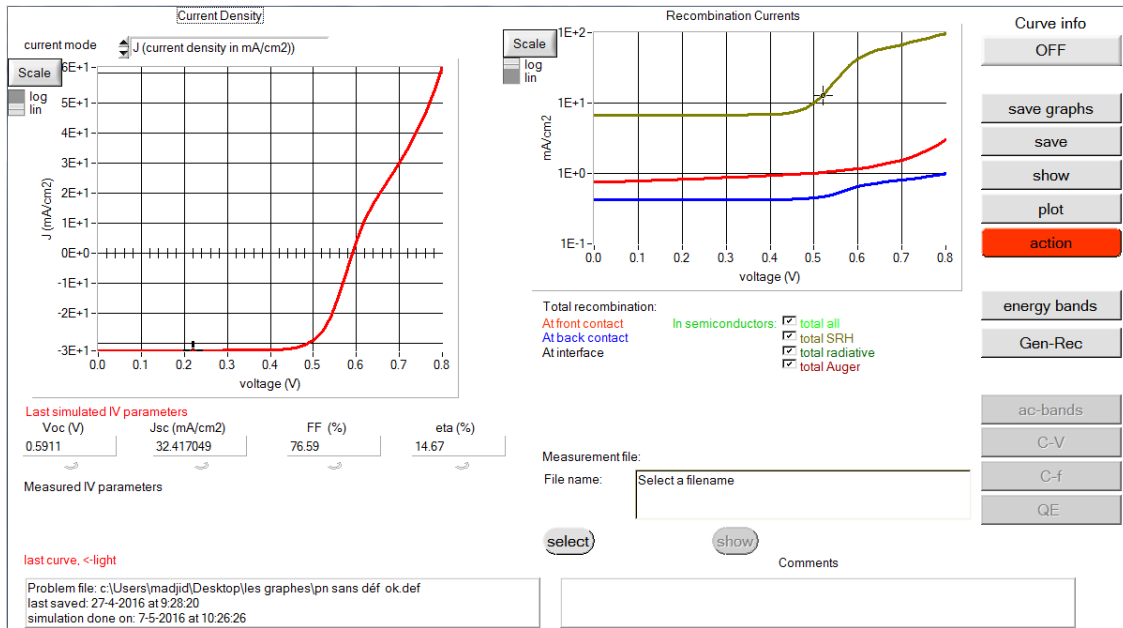 Current Density
current mode
J (current density in mA/cm2))
Scale
log
lin
6E+1
5E+1
4E+1
3E+1
2E+1
1E+1
0E+0
-1E+1
-2E+1
-3E+1
J (mA/cm2)
0.0 0.1 0.2 0.3 0.4 0.5 0.6 0.7 0.8
voltage (V)
Last simulated IV parameters
Voc (V) Jsc (mA/cm2) FF (%) eta (%)
0.5911 32.417049 76.59 14.67
Measured IV parameters
last curve, <-light
Problem file: c:\Users\madjid\Desktop\les graphes\pn sans déf ok.def
last saved: 27-4-2016 at 9:28:20
simulation done on: 7-5-2016 at 10:26:26
Recombination Currents
Scale
log
lin
1E+2
1E+1
1E+0
1E-1
mA/cm2
0.0 0.1 0.2 0.3 0.4 0.5 0.6 0.7 0.8
voltage (V)
Total recombination:
At front contact In semiconductors: total all
At back contact total SRH
At interface total radiative
total Auger
Measurement file:
File name: Select a filename
select show
Comments
Curve info
OFF
save graphs
save
show
plot
action
energy bands
Gen-Rec
ac-bands
C-V
C-f
QE